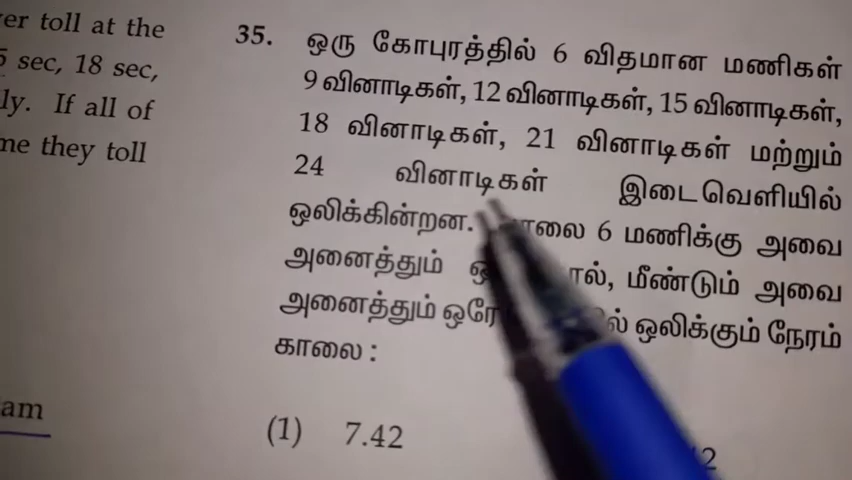 er toll at the
sec, 18 sec,
ly. If all of
me they toll
am
35. ஒரு கோபுரத்தில் 6 விதமான மணிகள்
9 வினாடிகள், 12 வினாடிகள், 15 வினாடிகள்,
18 வினாடிகள், 21 வினாடிகள் மற்றும்
24 வினாடிகள் இடைவெளியில்
ஒலிக்கின்றன. 6 மணிக்கு அவை
அனைத்தும் மீண்டும் அவை
அனைத்தும் ஒலிக்கும் நேரம்
காலை :
(1) 7.42